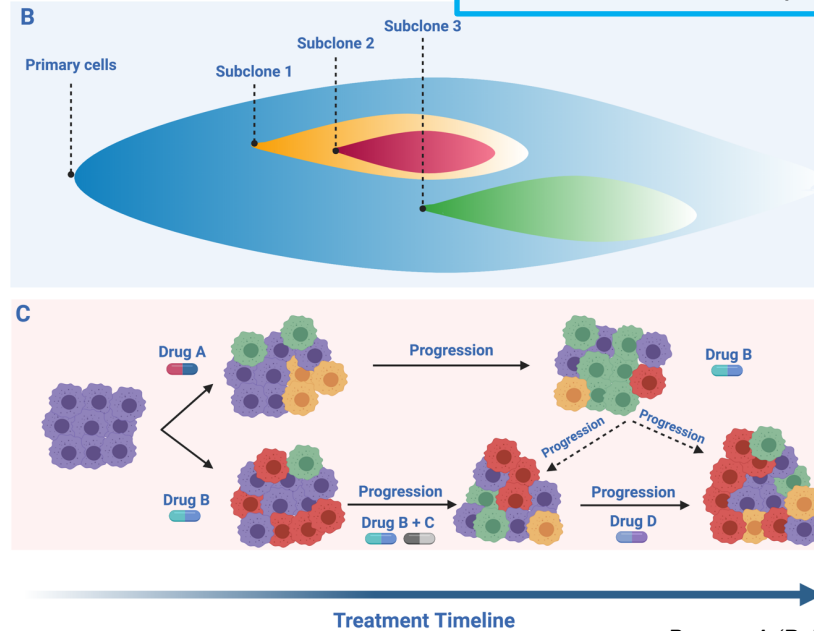 B
Subclone 3
Subclone 2
Primary cells
Subclone 1
C
Drug A
Progression
Drug B
Progression
Progression
Drug B
Progression
Drug B + C
Progression
Drug D
Treatment Timeline